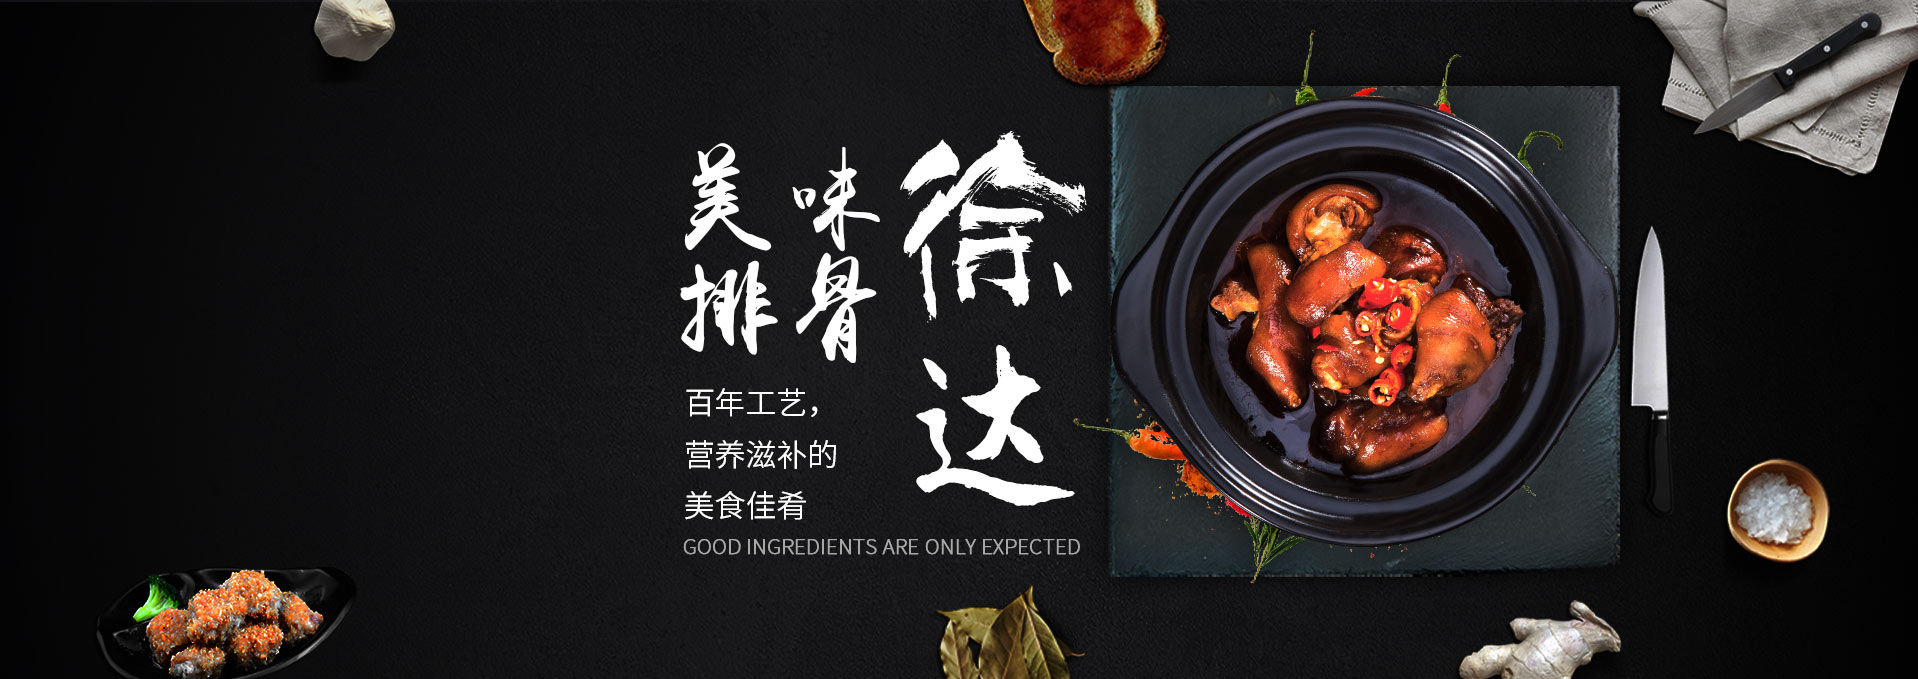 徐达
美味
排骨
百年工艺，
营养滋补的
美食佳肴
GOOD INGREDIENTS ARE ONLY EXPECTED